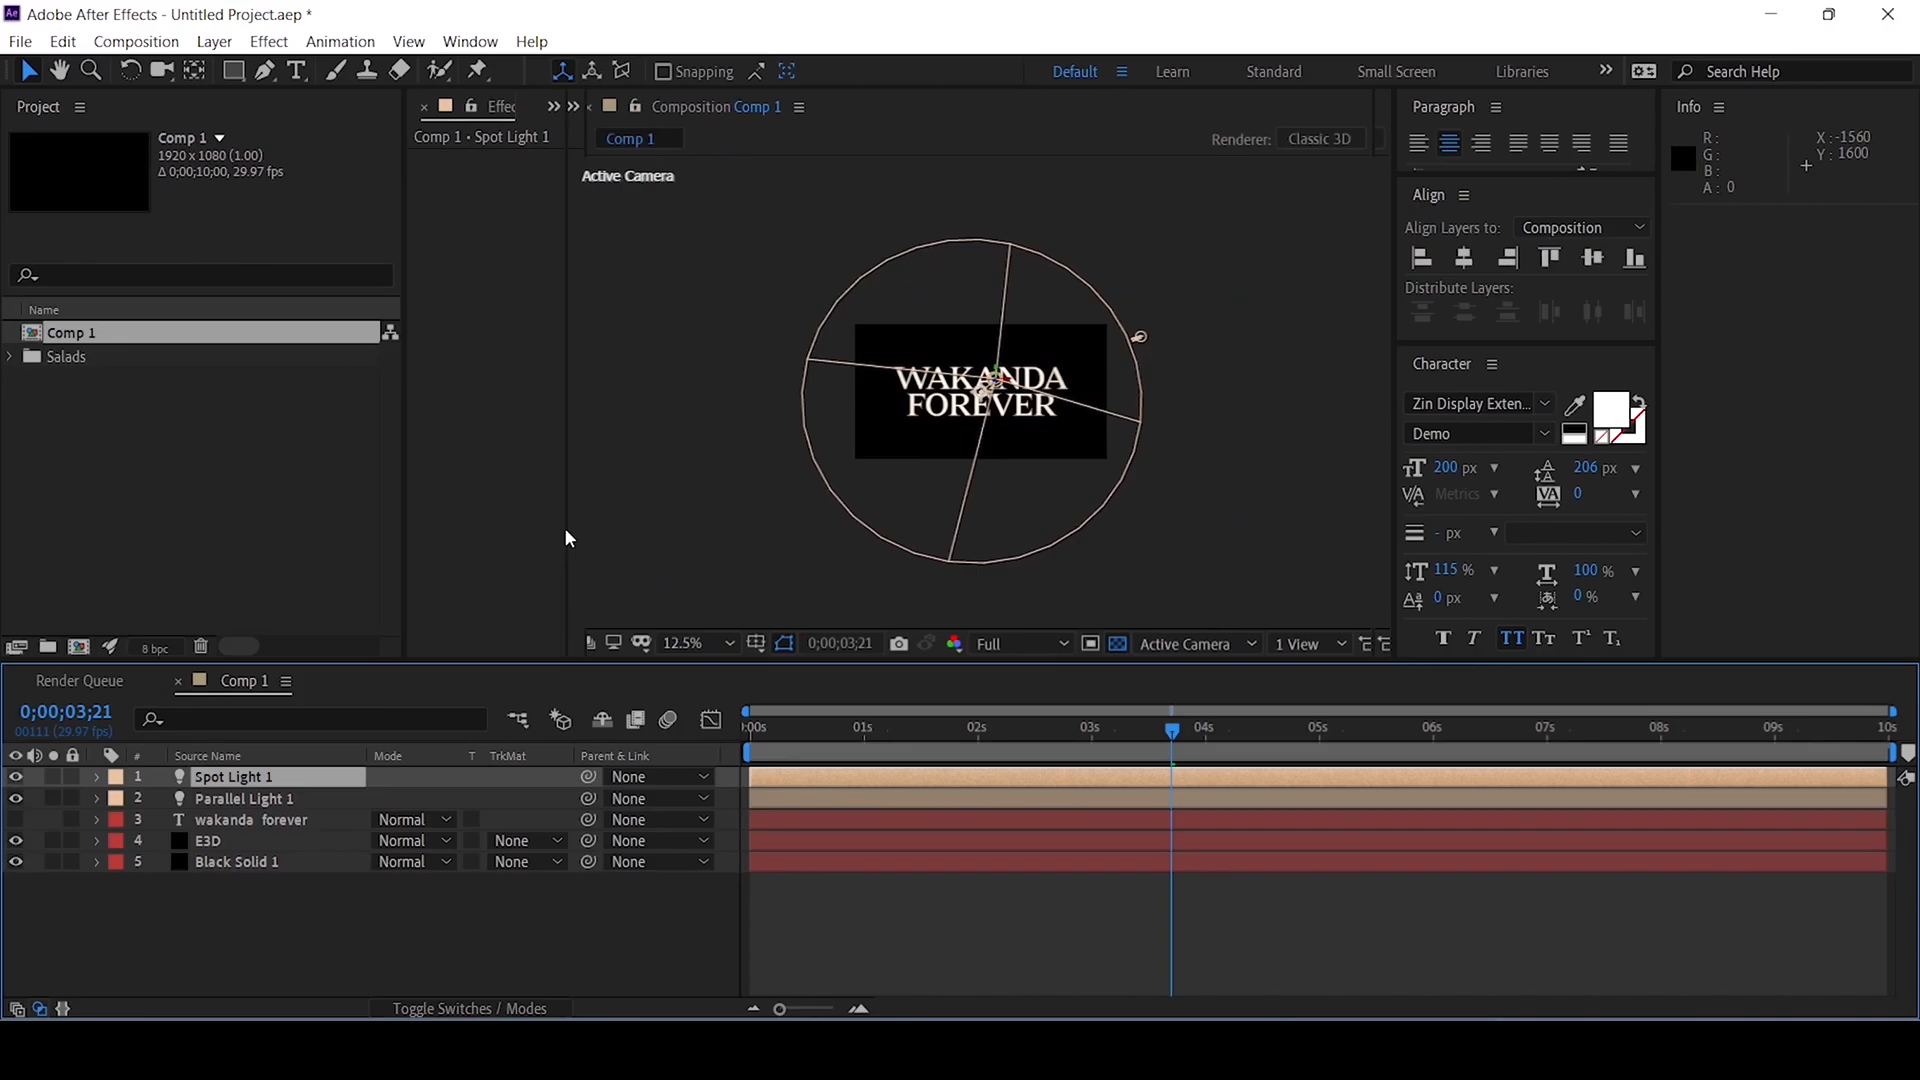 Adobe After Effects - Untitled Project.aep *
File Edit Composition Layer Effect Animation View Window Help
Snapping
Default Learn Standard Small Screen Libraries Search Help
Project
Comp 1
1920 x 1080 (1.00)
Δ 0;00;10;00, 29.97 fps
Name
Comp 1
Salads
8 bpc
Effec
Comp 1 • Spot Light 1
Composition Comp 1
Comp 1
Renderer: Classic 3D
Active Camera
WAKANDA
FOREVER
12.5% 0;00;03;21 Full Active Camera 1 View
Paragraph
Align
Align Layers to: Composition
Distribute Layers:
Character
Zin Display Exten...
Demo
200 px 206 px
Metrics 0
- px
115 % 100 %
0 px 0 %
Info
R:
G:
B:
A: 0
X: -1560
Y: 1600
Render Queue Comp 1
0;00;03;21
00111 (29.97 fps)
:00s 01s 02s 03s 04s 05s 06s 07s 08s 09s 10s
# Source Name Mode T TrkMat Parent & Link
1 Spot Light 1 None
2 Parallel Light 1 None
3 wakanda forever Normal None
4 E3D Normal None None
5 Black Solid 1 Normal None None
Toggle Switches / Modes